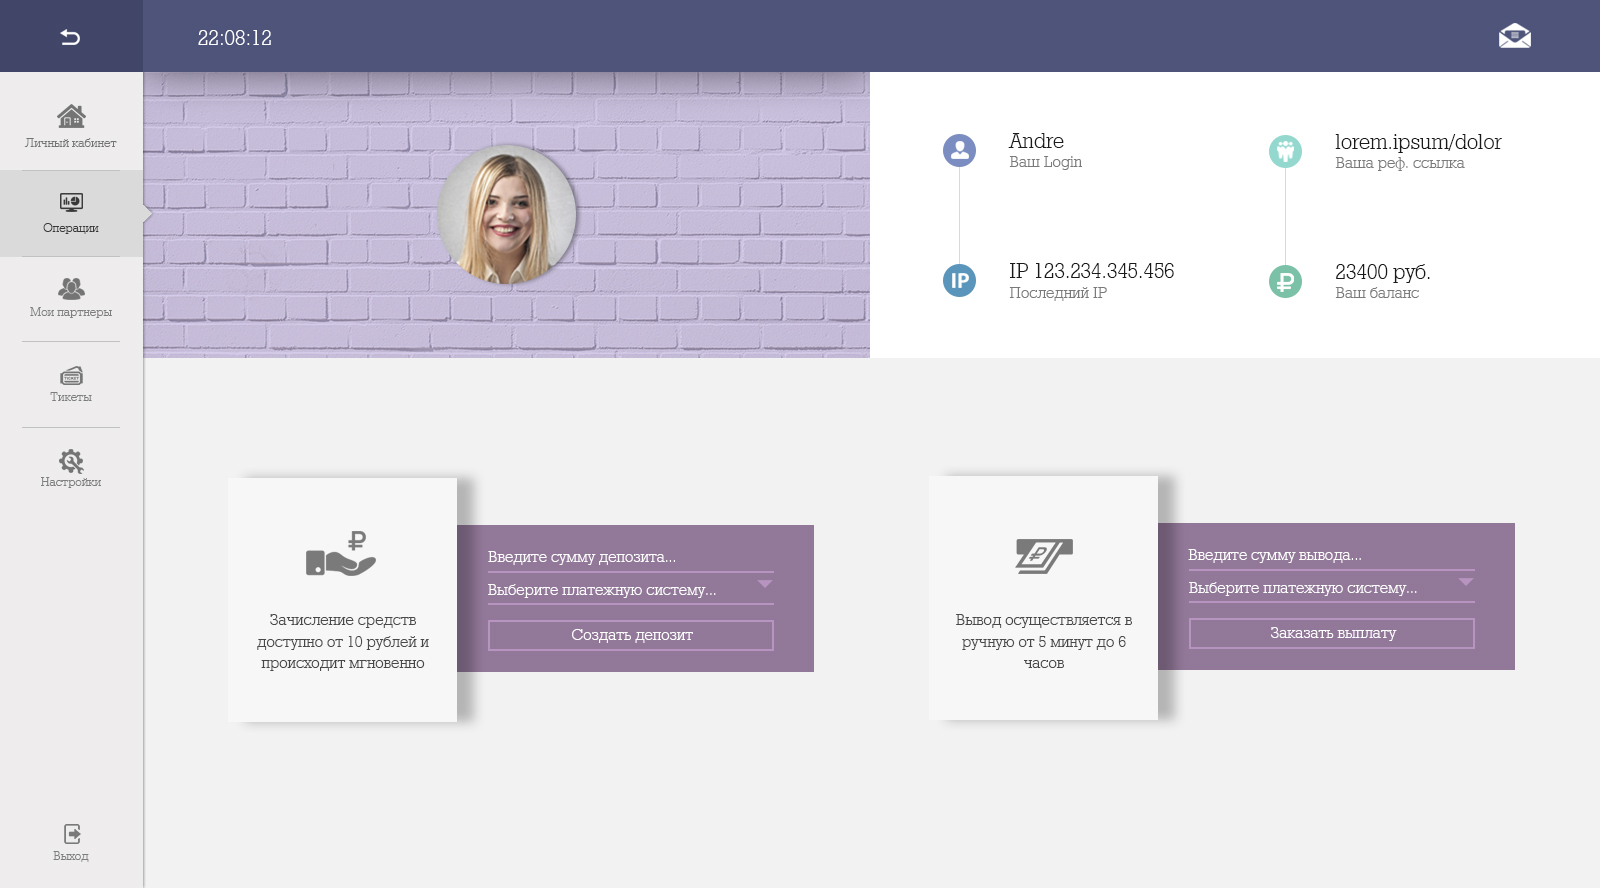 22:08:12
Личный кабинет
Операции
Мои партнеры
TICKET
Тикеты
Настройки
Выход
Andre
Ваш Login
lorem.ipsum/dolor
Ваша реф. ссылка
IP
IP 123.234.345.456
Последний IP
23400 руб.
Ваш баланс
Зачисление средств
доступно от 10 рублей и
происходит мгновенно
Введите сумму депозита...
Выберите платежную систему...
Создать депозит
Вывод осуществляется в
ручную от 5 минут до 6
часов
Введите сумму вывода...
Выберите платежную систему...
Заказать выплату